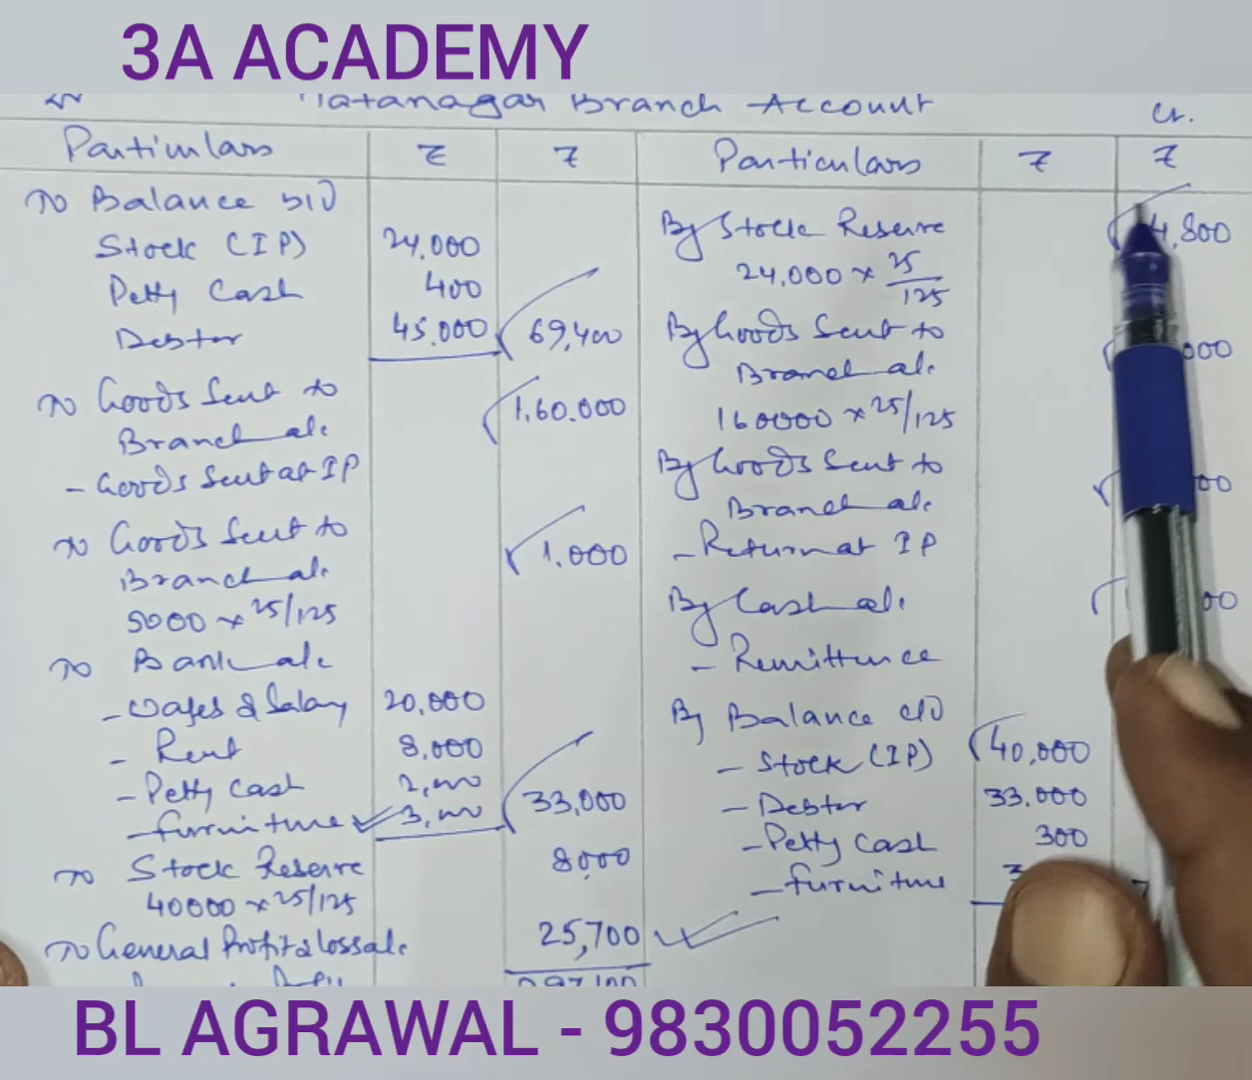 3A ACADEMY
Tatanagar Branch Account
Cr.
Particulars ₹ ₹ Particulars ₹ ₹
To Balance b/d
Stock (IP) 24,000
Petty Cash 400
Debtor 45,000 69,400
To Goods Sent to
Branch a/c 1,60,000
- Goods Sent at IP
To Goods Sent to
Branch a/c 1,000
5000 × 25/125
To Bank a/c
- Wages & Salary 20,000
- Rent 8,000
- Petty Cash 2,000
- furniture 3,000 33,000
To Stock Reserve 8,000
40000 × 25/125
To General Profit & Loss a/c 25,700
By Stock Reserve 4,800
24,000 × 25/125
By Goods Sent to
Branch a/c
160000 × 25/125
By Goods Sent to
Branch a/c
- Return at IP
By Cash a/c
- Remittance
By Balance c/d
- Stock (IP) 40,000
- Debtor 33,000
- Petty Cash 300
- furniture
BL AGRAWAL - 9830052255